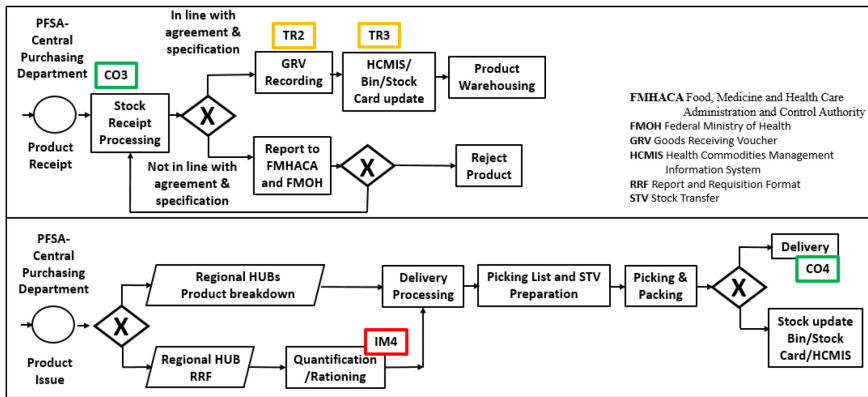 PFSA-
Central
Purchasing
Department
Product
Receipt
CO3
Stock
Receipt
Processing
In line with
agreement &
specification
X
Not in line with
agreement &
specification
TR2
GRV
Recording
TR3
HCMIS/
Bin/Stock
Card update
Product
Warehousing
Report to
FMHACA
and FMOH
X
Reject
Product
FMHACA Food, Medicine and Health Care
Administration and Control Authority
FMOH Federal Ministry of Health
GRV Goods Receiving Voucher
HCMIS Health Commodities Management
Information System
RRF Report and Requisition Format
STV Stock Transfer
PFSA-
Central
Purchasing
Department
Product
Issue
X
Regional HUBs
Product breakdown
Regional HUB
RRF
IM4
Quantification
/Rationing
Delivery
Processing
Picking List and STV
Preparation
Picking &
Packing
X
Delivery
CO4
Stock update
Bin/Stock
Card/HCMIS